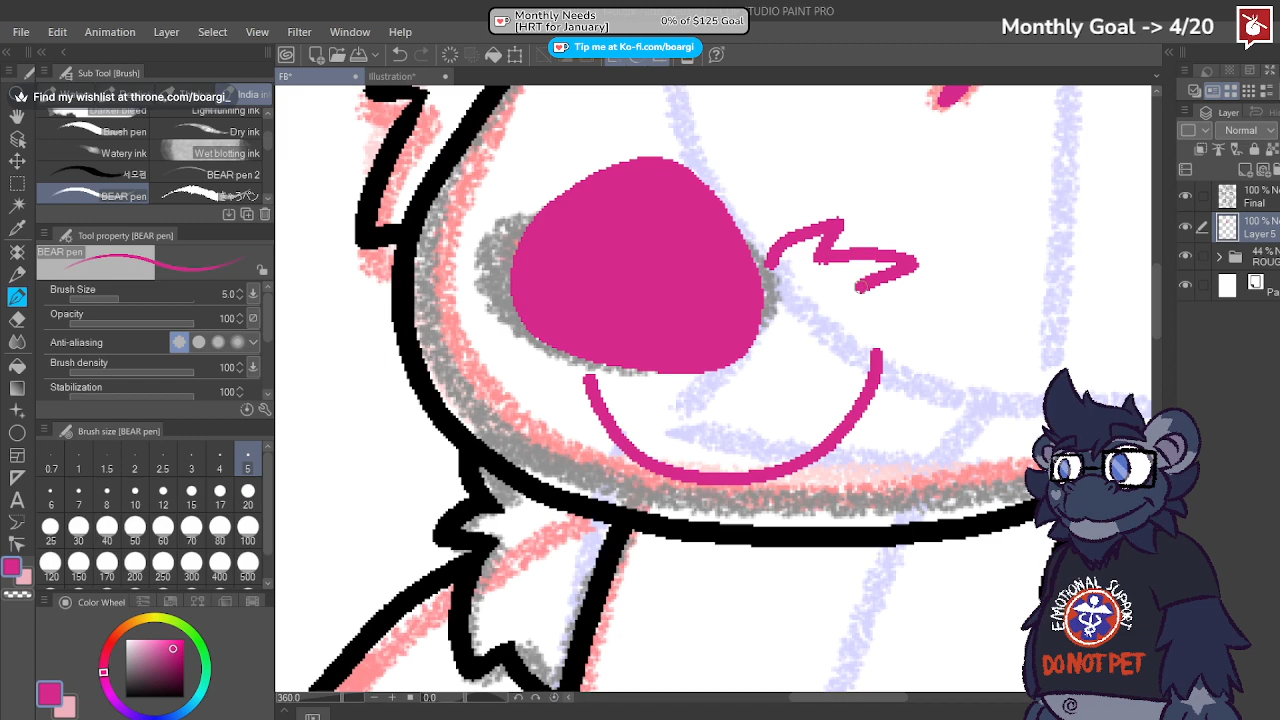 Monthly Needs
[HRT for January]
0% of $125 Goal
Tip me at Ko-fi.com/boargi
STUDIO PAINT PRO
Monthly Goal -> 4/20
File Edit Animation Layer Select View Filter Window Help
Sub Tool [Brush]
FB*
Illustration*
Find my wishlist at throne.com/boargi_
India in
Brush pen
Dry ink
Watery ink
Wet blotting ink
BEAR pen 2
BEAR pen
Tool property [BEAR pen]
BEAR pen
Brush Size 5.0
Opacity 100
Anti-aliasing
Brush density 100
Stabilization 100
Brush size [BEAR pen]
0.7 1 1.5 2 2.5 3 4 5
6 7 8 10 12 15 17 20
25 30 40 50 60 70 80 100
120 150 170 200 250 300 400 500
Color Wheel
360.0
0.0
Layer
Normal
100 % N
Final
100 % N
Layer 5
44 % N
ROUG
Pa
EMOTIONAL SUPPORT
DO NOT PET